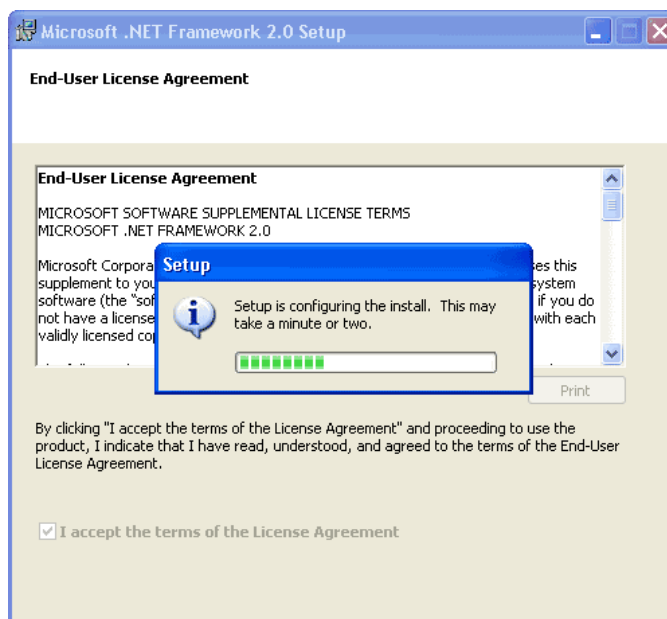 Microsoft .NET Framework 2.0 Setup
End-User License Agreement
End-User License Agreement
MICROSOFT SOFTWARE SUPPLEMENTAL LICENSE TERMS
MICROSOFT .NET FRAMEWORK 2.0
Microsoft this
supplement to you system
software (the if you do
not have a license with each
validly licensed
Setup
Setup is configuring the install. This may
take a minute or two.
Print
By clicking "I accept the terms of the License Agreement" and proceeding to use the
product, I indicate that I have read, understood, and agreed to the terms of the End-User
License Agreement.
I accept the terms of the License Agreement